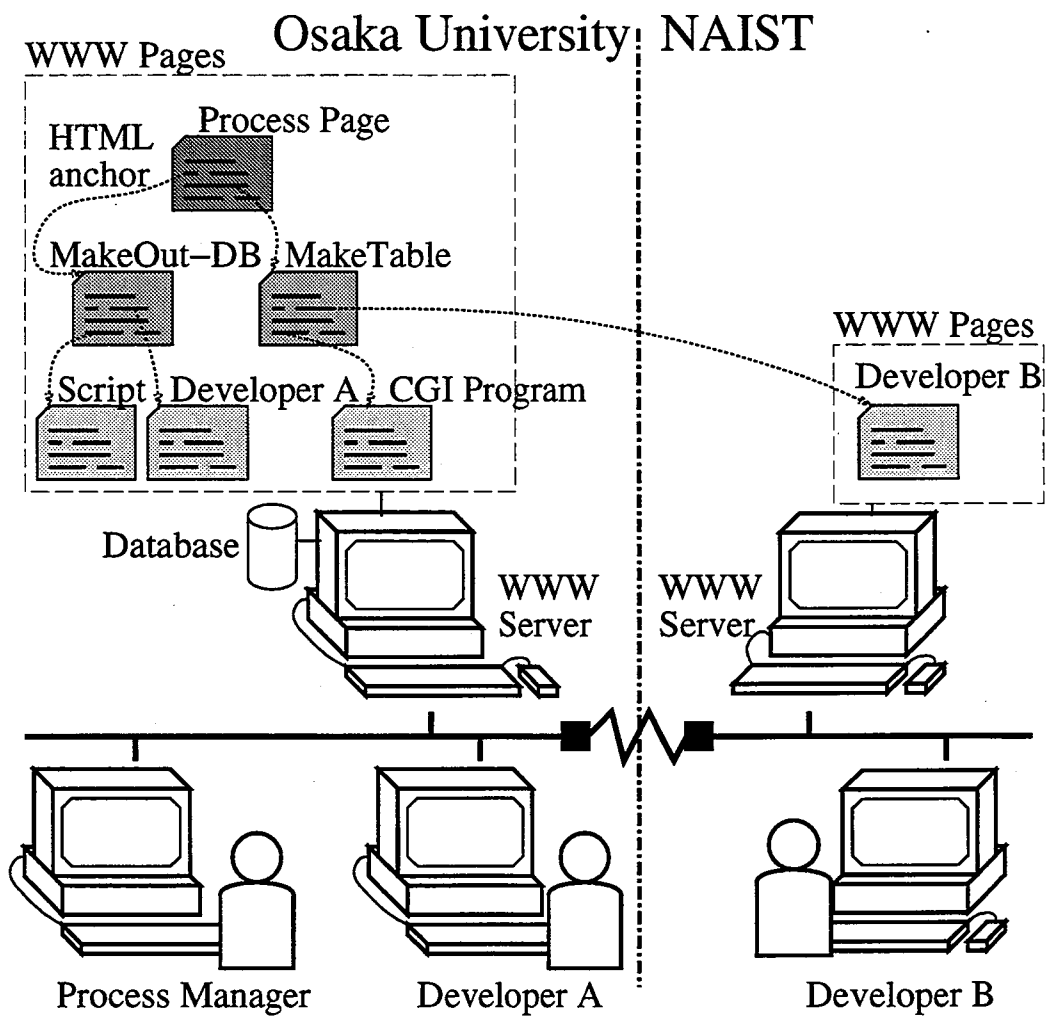 Osaka University
NAIST
WWW Pages
Process Page
HTML
anchor
MakeOut-DB
MakeTable
WWW Pages
Script
Developer A
CGI Program
Developer B
Database
WWW
Server
WWW
Server
Process Manager
Developer A
Developer B